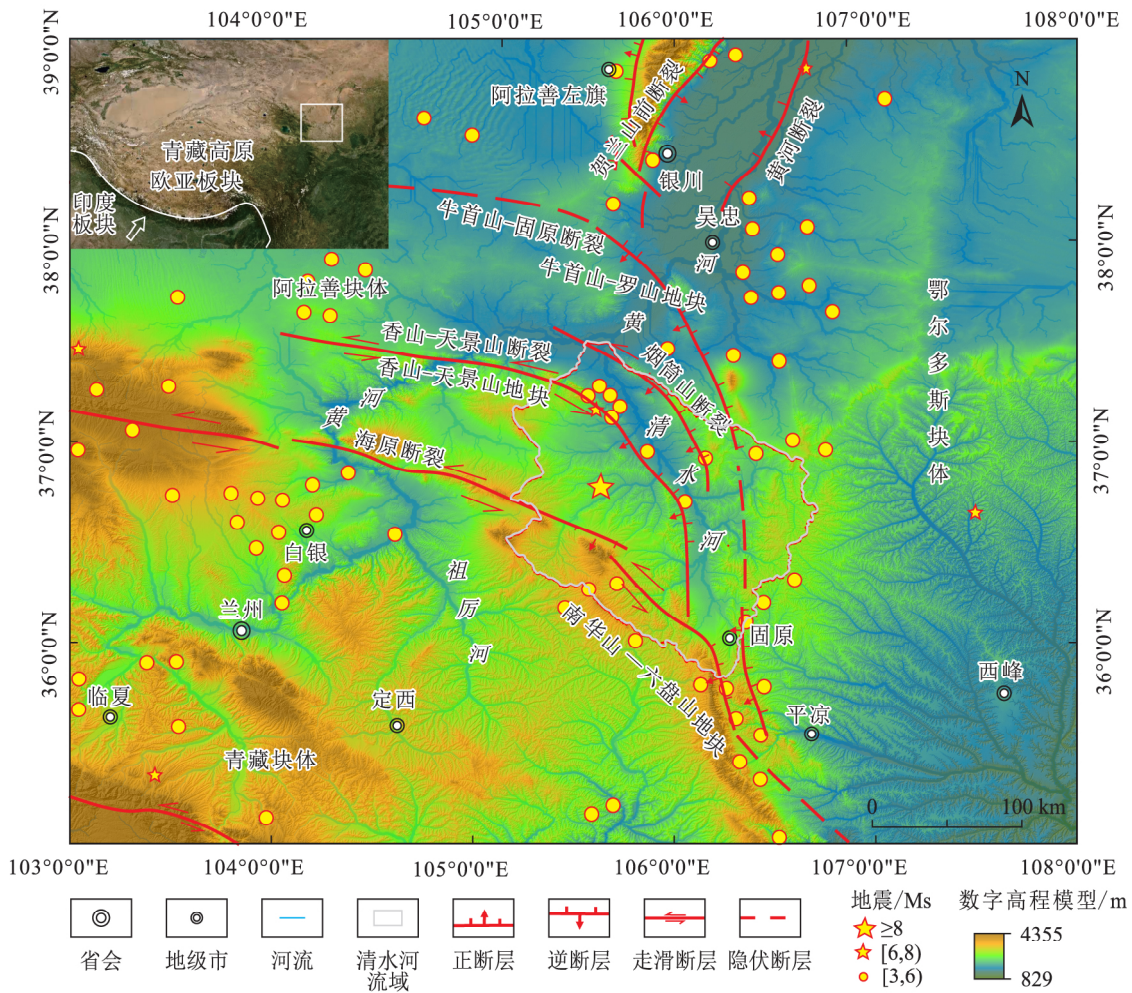 104°0'0"E
105°0'0"E
106°0'0"E
107°0'0"E
108°0'0"E
39°0'0"N
38°0'0"N
37°0'0"N
36°0'0"N
39°0'0"N
38°0'0"N
37°0'0"N
36°0'0"N
青藏高原
欧亚板块
印度
板块
N
阿拉善左旗
贺兰山前断裂
银川
黄河断裂
吴忠
河
牛首山–固原断裂
牛首山–罗山地块
黄
鄂尔多斯块体
阿拉善块体
香山–天景山断裂
香山–天景山地块
烟筒山断裂
黄
河
海原断裂
清
水
河
白银
祖
厉
河
兰州
南华山—六盘山地块
固原
西峰
临夏
定西
平凉
青藏块体
0
100 km
103°0'0"E
104°0'0"E
105°0'0"E
106°0'0"E
107°0'0"E
108°0'0"E
省会
地级市
河流
清水河
流域
正断层
逆断层
走滑断层
隐伏断层
地震/Ms
≥8
[6,8)
[3,6)
数字高程模型/m
4355
829